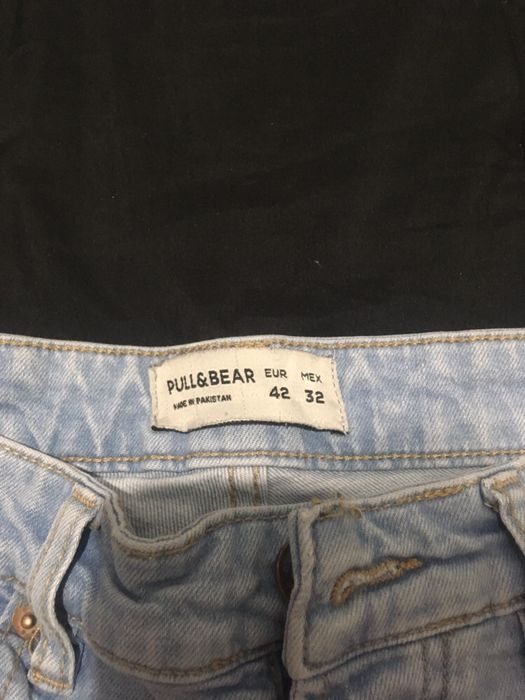 PULL&BEAR EUR MEX
MADE IN PAKISTAN 42 32